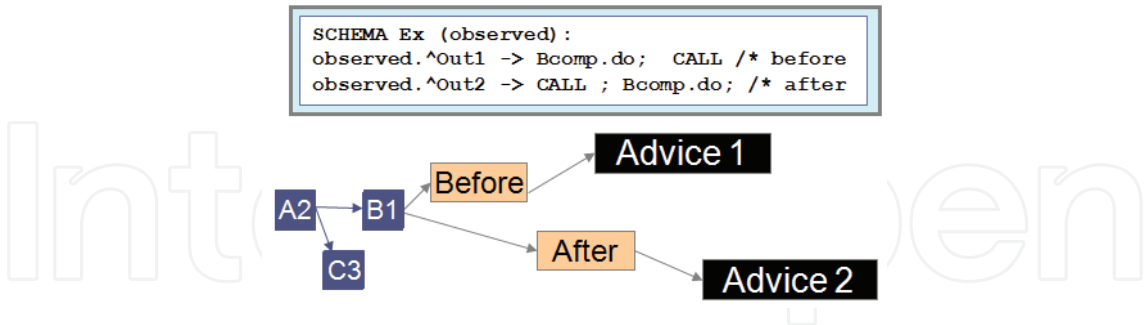 SCHEMA Ex (observed):
observed.^Out1 -> Bcomp.do; CALL /* before
observed.^Out2 -> CALL ; Bcomp.do; /* after
Advice 1
Before
A2
B1
After
C3
Advice 2